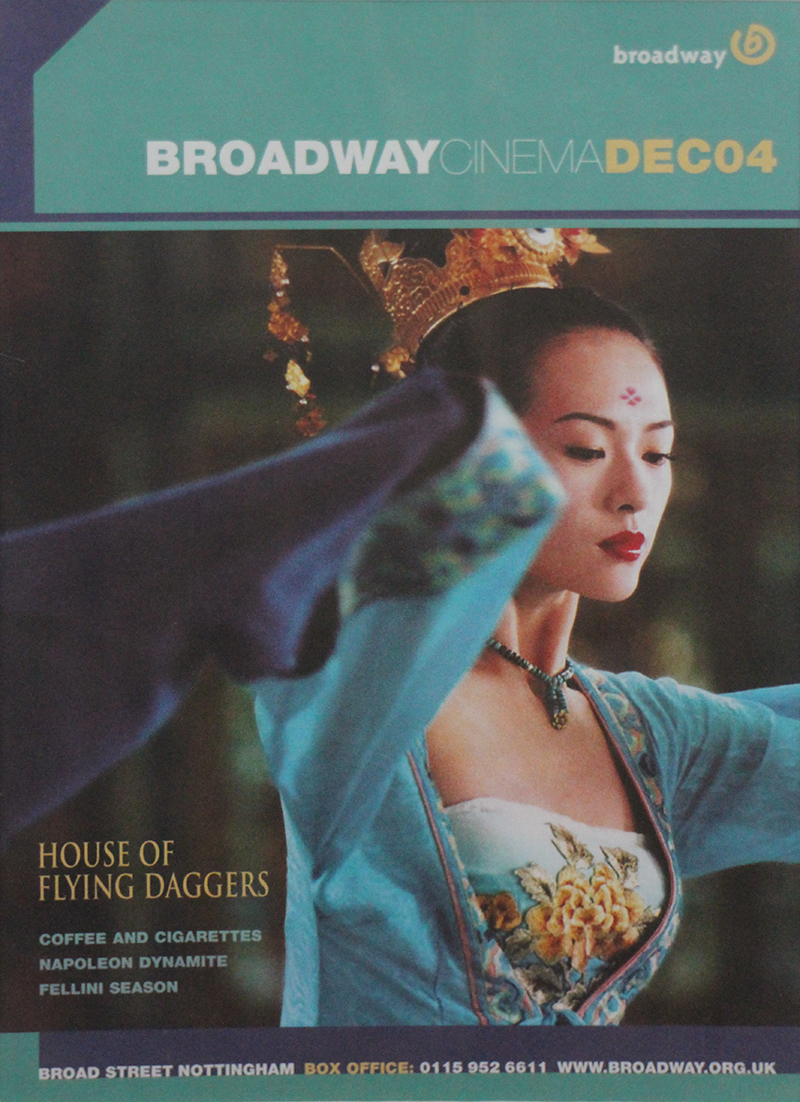 broadway
BROADWAYCINEMADEC04
HOUSE OF
FLYING DAGGERS
COFFEE AND CIGARETTES
NAPOLEON DYNAMITE
FELLINI SEASON
BROAD STREET NOTTINGHAM BOX OFFICE: 0115 952 6611 WWW.BROADWAY.ORG.UK